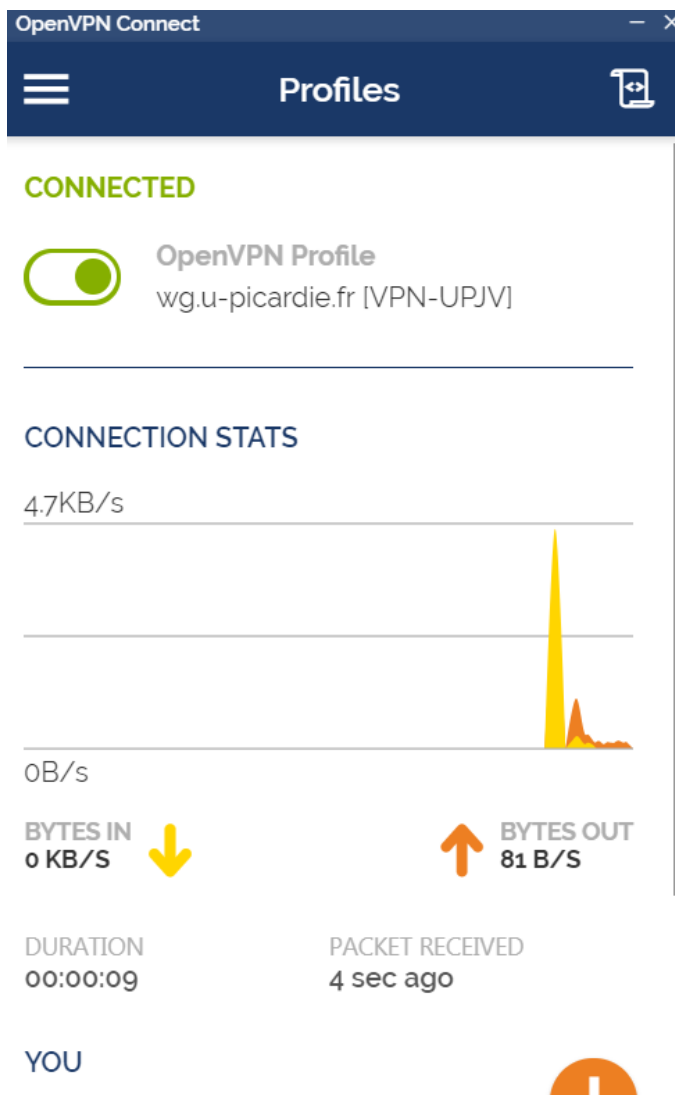 OpenVPN Connect
Profiles
CONNECTED
OpenVPN Profile
wg.u-picardie.fr [VPN-UPJV]
CONNECTION STATS
4.7KB/s
0B/s
BYTES IN
0 KB/S
BYTES OUT
81 B/S
DURATION
00:00:09
PACKET RECEIVED
4 sec ago
YOU